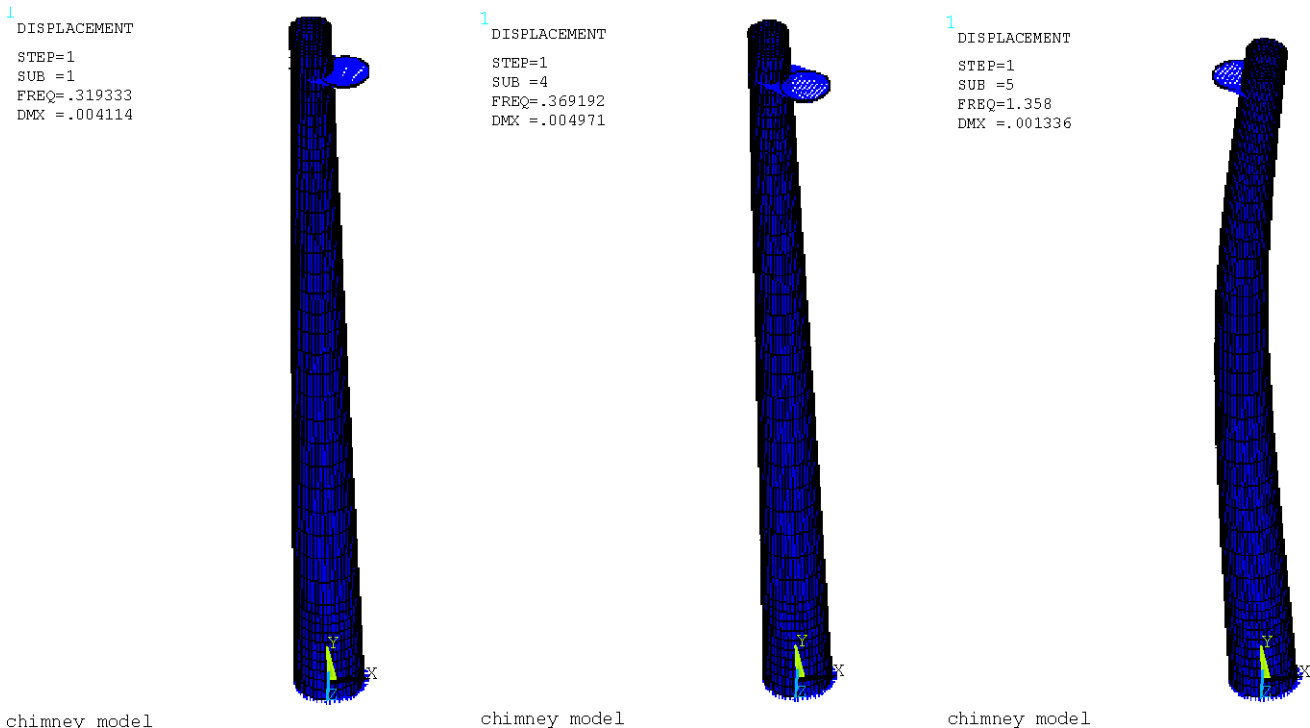 1
DISPLACEMENT
STEP=1
SUB =1
FREQ=.319333
DMX =.004114
Y
X
Z
chimney model
1
DISPLACEMENT
STEP=1
SUB =4
FREQ=.369192
DMX =.004971
Y
X
Z
chimney model
1
DISPLACEMENT
STEP=1
SUB =5
FREQ=1.358
DMX =.001336
Y
X
Z
chimney model